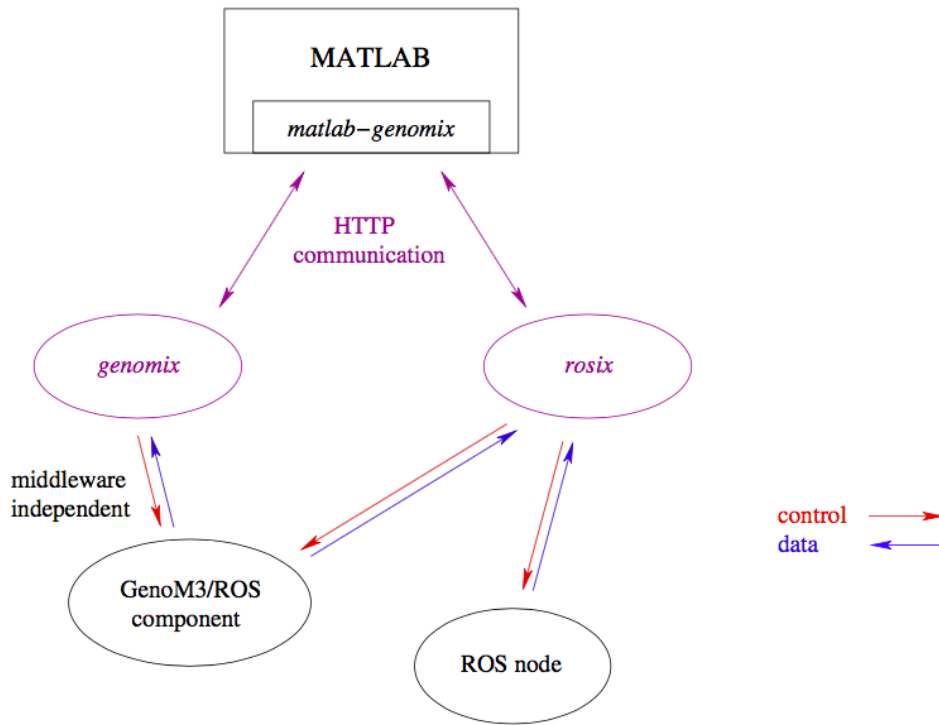 MATLAB
matlab-genomix
HTTP
communication
genomix
rosix
middleware
independent
control
data
GenoM3/ROS
component
ROS node